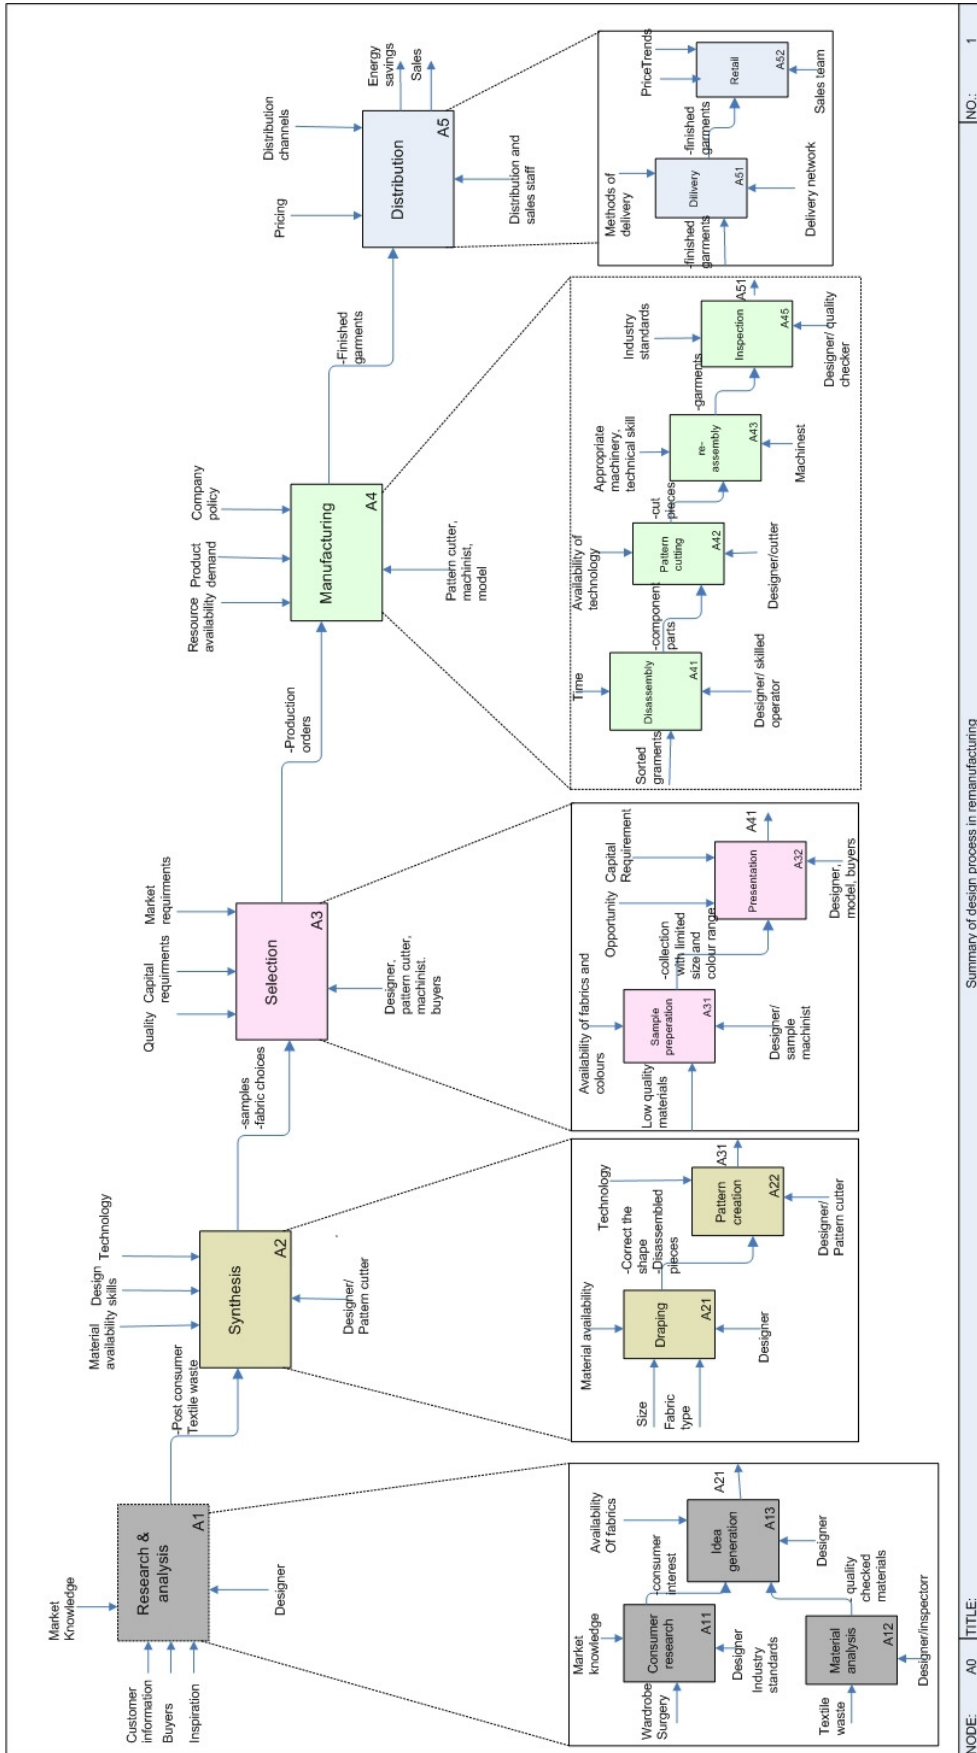 Market
Knowledge
Customer
information
Buyers
Inspiration
Research &
analysis
A1
Designer
-Post consumer
Textile waste
Material
availability
Design
skills
Technology
Synthesis
A2
Designer/
Pattern cutter
-samples
-fabric choices
Quality
Capital
requirments
Market
requirments
Selection
A3
Designer,
pattern cutter,
machinist.
buyers
-Production
orders
Resource
availability
Product
demand
Company
policy
Manufacturing
A4
Pattern cutter,
machinist,
model
-Finished
garments
Pricing
Distribution
channels
Distribution
A5
Energy
savings
Sales
Distribution and
sales staff
Market
knowledge
Wardrobe
Surgery
Consumer
research
A11
Designer
Industry
standards
Textile
waste
Material
analysis
A12
Designer/inspectorr
-consumer
interest
-quality
checked
materials
Availability
Of fabrics
Idea
generation
A13
Designer
A21
Material availability
Size
Fabric
type
Draping
A21
Designer
-Correct the
shape
-Disassembled
pieces
Technology
Pattern
creation
A22
Designer/
Pattern cutter
A31
Availability of fabrics and
colours
Low quality
materials
Sample
preperation
A31
Designer/
sample
machinist
-collection
with limited
size and
colour range
Opportunity
Capital
Requirement
Presentation
A32
Designer,
model, buyers
A41
Time
Sorted
graments
Disassembly
A41
Designer/ skilled
operator
-component
parts
Availability of
technology
Pattern
cutting
A42
Designer/cutter
-cut
pieces
Appropriate
machinery,
technical skill
re-
assembly
A43
Machinest
-garments
Industry
standards
Inspection
A45
Designer/ quality
checker
A51
Methods of
delivery
-finished
garments
Dilivery
A51
Delivery network
-finished
garments
PriceTrends
Retail
A52
Sales team
NODE: A0
TITLE: Summary of design process in remanufacturing
NO.: 1